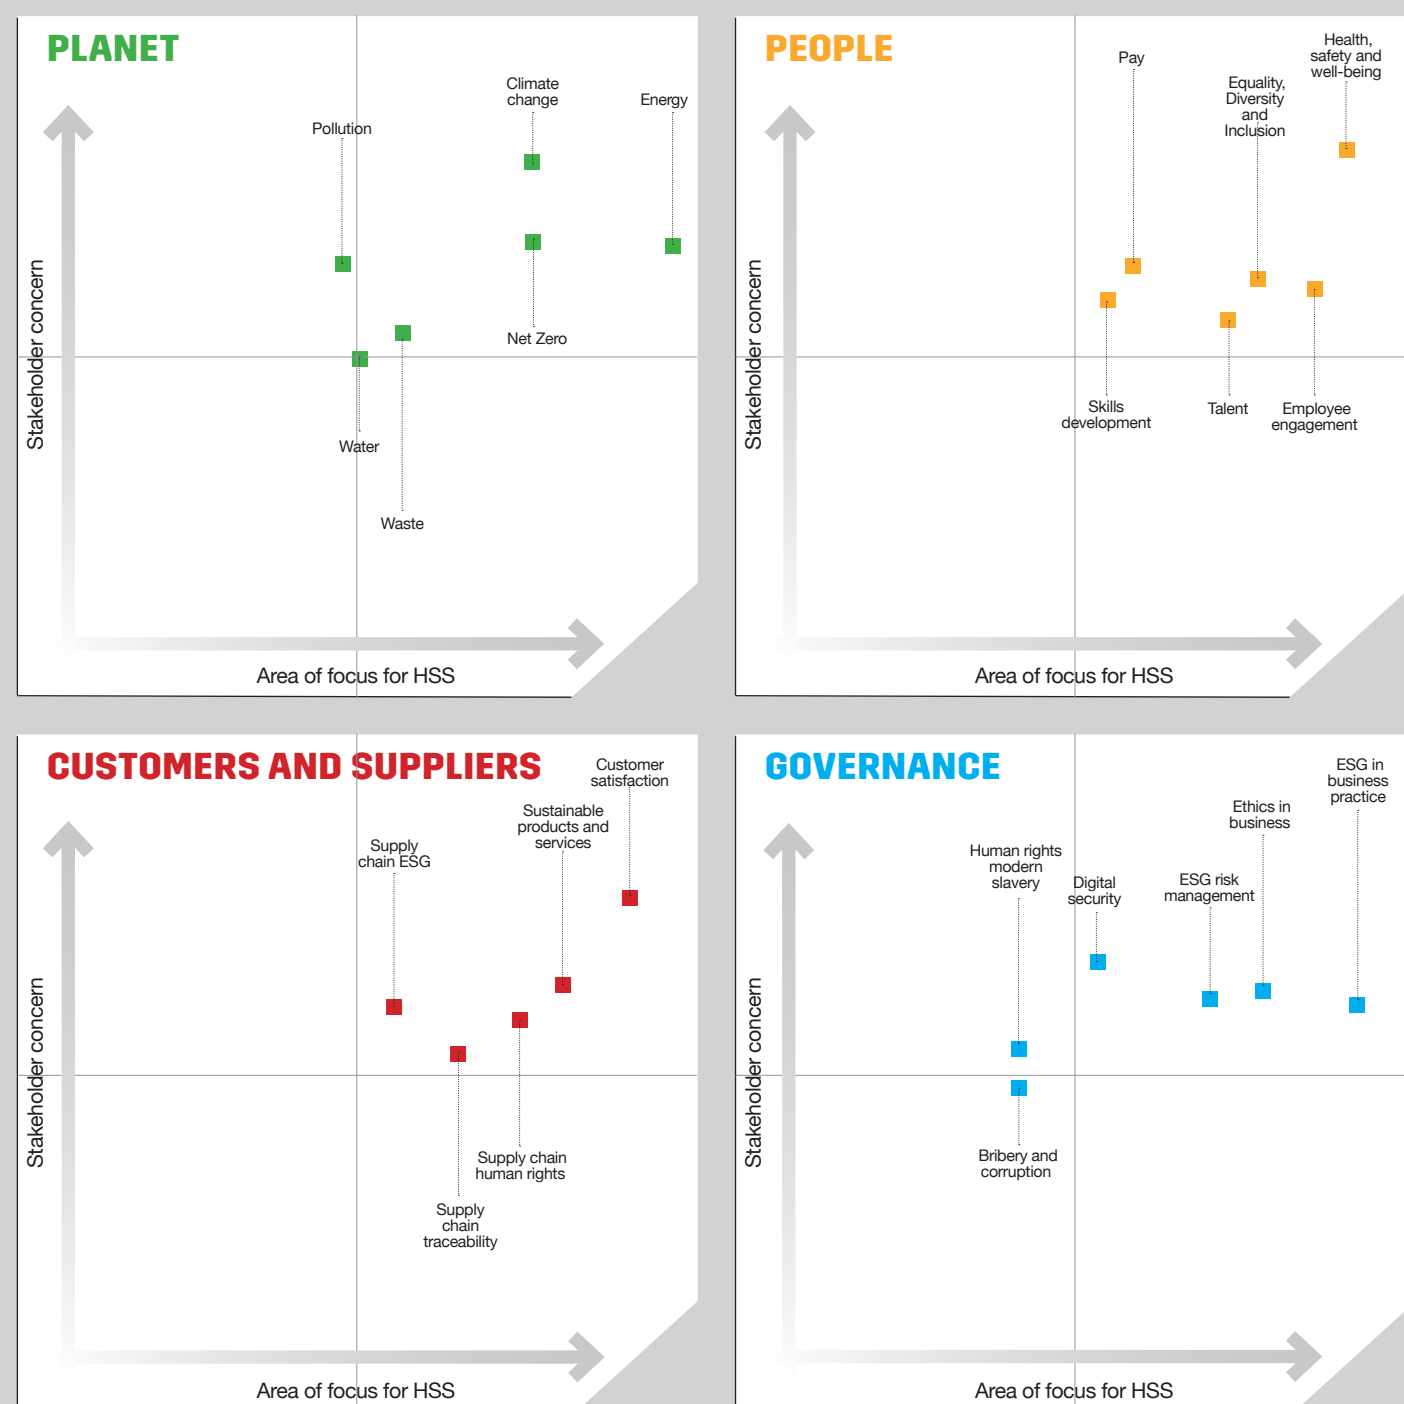 PLANET
Climate
change
Energy
Pollution
Net Zero
Water
Waste
Stakeholder concern
Area of focus for HSS
PEOPLE
Health,
safety and
well-being
Pay
Equality,
Diversity
and
Inclusion
Skills
development
Talent
Employee
engagement
Stakeholder concern
Area of focus for HSS
CUSTOMERS AND SUPPLIERS
Customer
satisfaction
Sustainable
products and
services
Supply
chain ESG
Supply chain
human rights
Supply
chain
traceability
Stakeholder concern
Area of focus for HSS
GOVERNANCE
ESG in
business
practice
Ethics in
business
Human rights
modern
slavery
Digital
security
ESG risk
management
Bribery and
corruption
Stakeholder concern
Area of focus for HSS